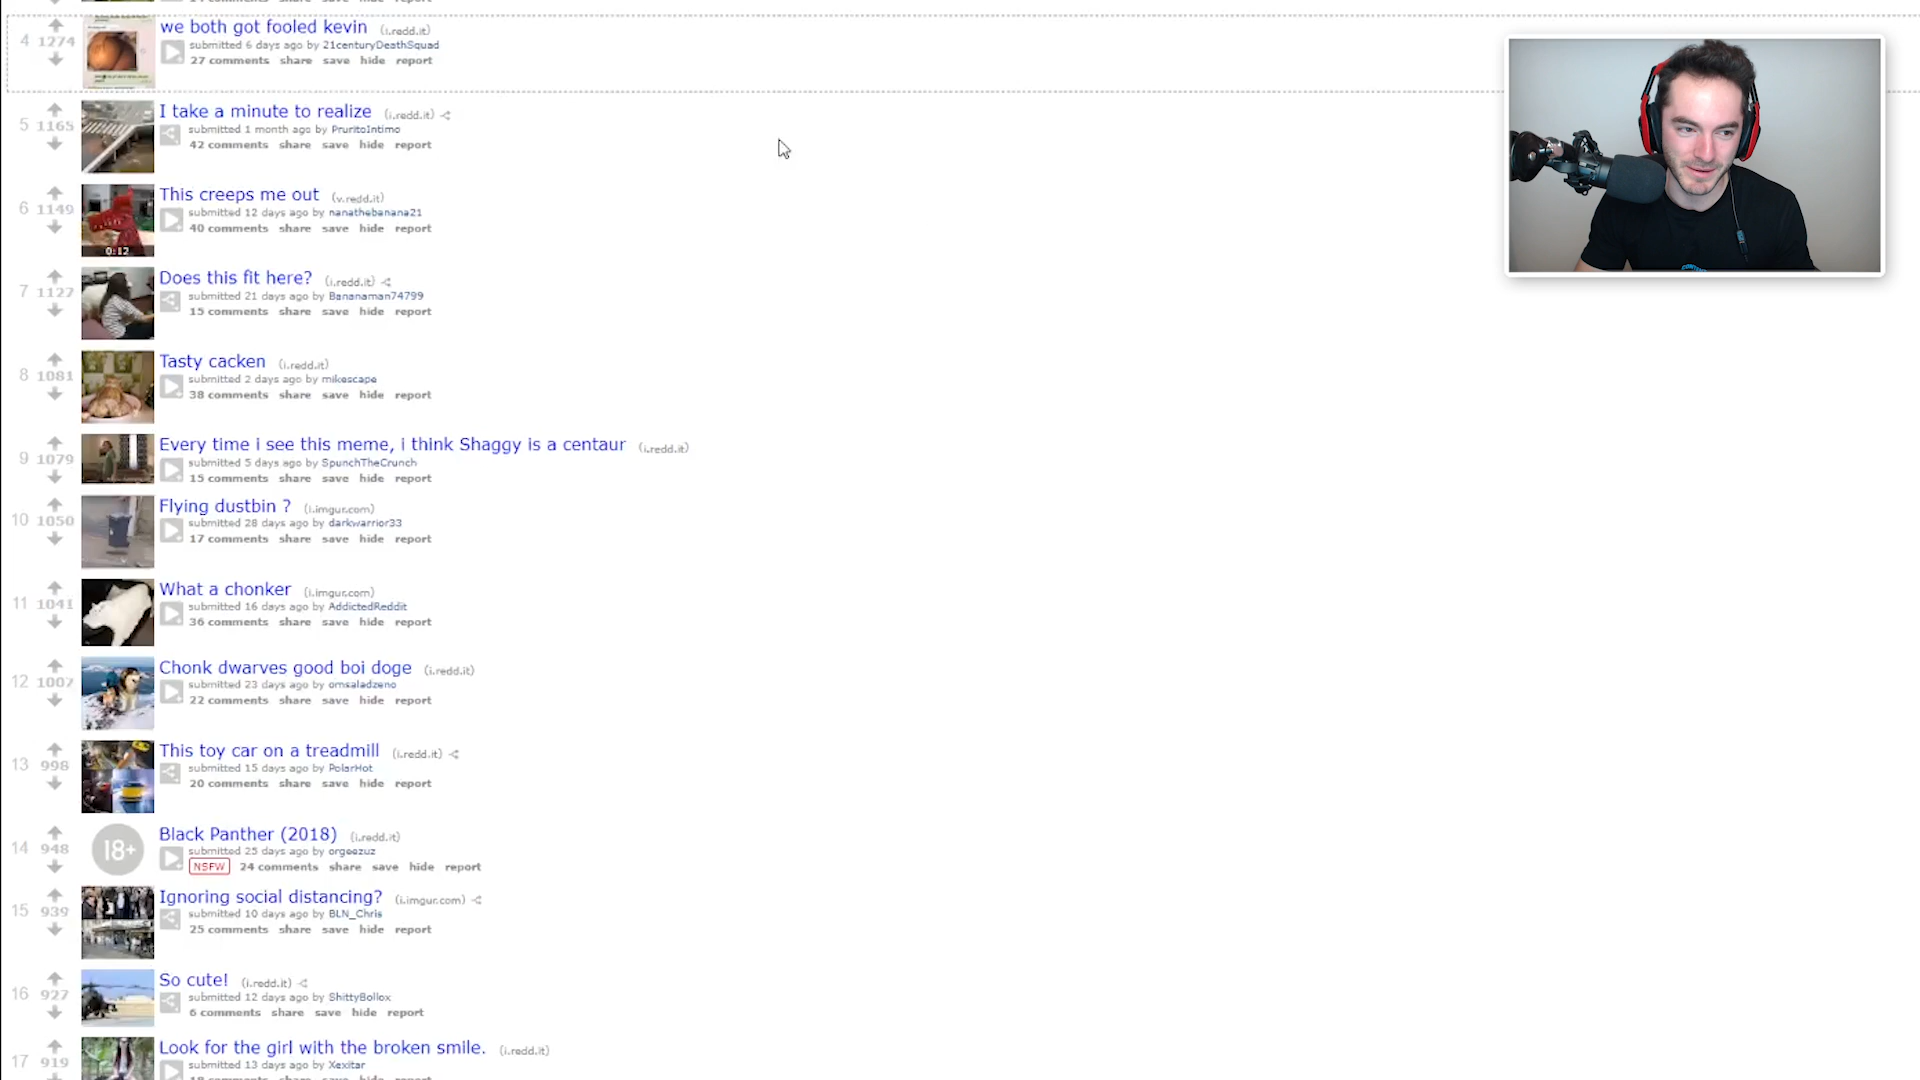 we both got fooled kevin (i.redd.it)
4 1274
submitted 6 days ago by 21centuryDeathSquad
27 comments share save hide report
I take a minute to realize (i.redd.it)
5 1165
submitted 1 month ago by PruritoIntimo
42 comments share save hide report
This creeps me out (v.redd.it)
6 1149
submitted 12 days ago by nanathebanana21
40 comments share save hide report
0:12
Does this fit here? (i.redd.it)
7 1127
submitted 21 days ago by Bananaman74799
15 comments share save hide report
Tasty cacken (i.redd.it)
8 1081
submitted 2 days ago by mikescape
38 comments share save hide report
Every time i see this meme, i think Shaggy is a centaur (i.redd.it)
9 1079
submitted 5 days ago by SpunchTheCrunch
15 comments share save hide report
Flying dustbin ? (i.imgur.com)
10 1050
submitted 28 days ago by darkwarrior33
17 comments share save hide report
What a chonker (i.imgur.com)
11 1041
submitted 16 days ago by AddictedReddit
36 comments share save hide report
Chonk dwarves good boi doge (i.redd.it)
12 1007
submitted 23 days ago by omsaladzeno
22 comments share save hide report
This toy car on a treadmill (i.redd.it)
13 998
submitted 15 days ago by PolarHot
20 comments share save hide report
Black Panther (2018) (i.redd.it)
14 948 18+
submitted 25 days ago by orgeezuz
NSFW 24 comments share save hide report
Ignoring social distancing? (i.imgur.com)
15 939
submitted 10 days ago by BLN_Chris
25 comments share save hide report
So cute! (i.redd.it)
16 927
submitted 12 days ago by ShittyBollox
6 comments share save hide report
Look for the girl with the broken smile. (i.redd.it)
17 919
submitted 13 days ago by Xexitar